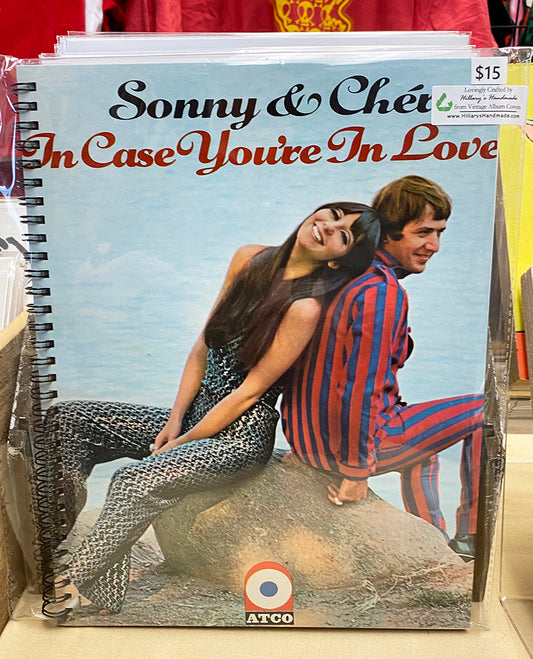 $15
Lovingly Crafted by
Hillary's Handmade
from Vintage Album Covers
www.HillarysHandmade.com
Sonny & Chér
In Case You're In Love
ATCO